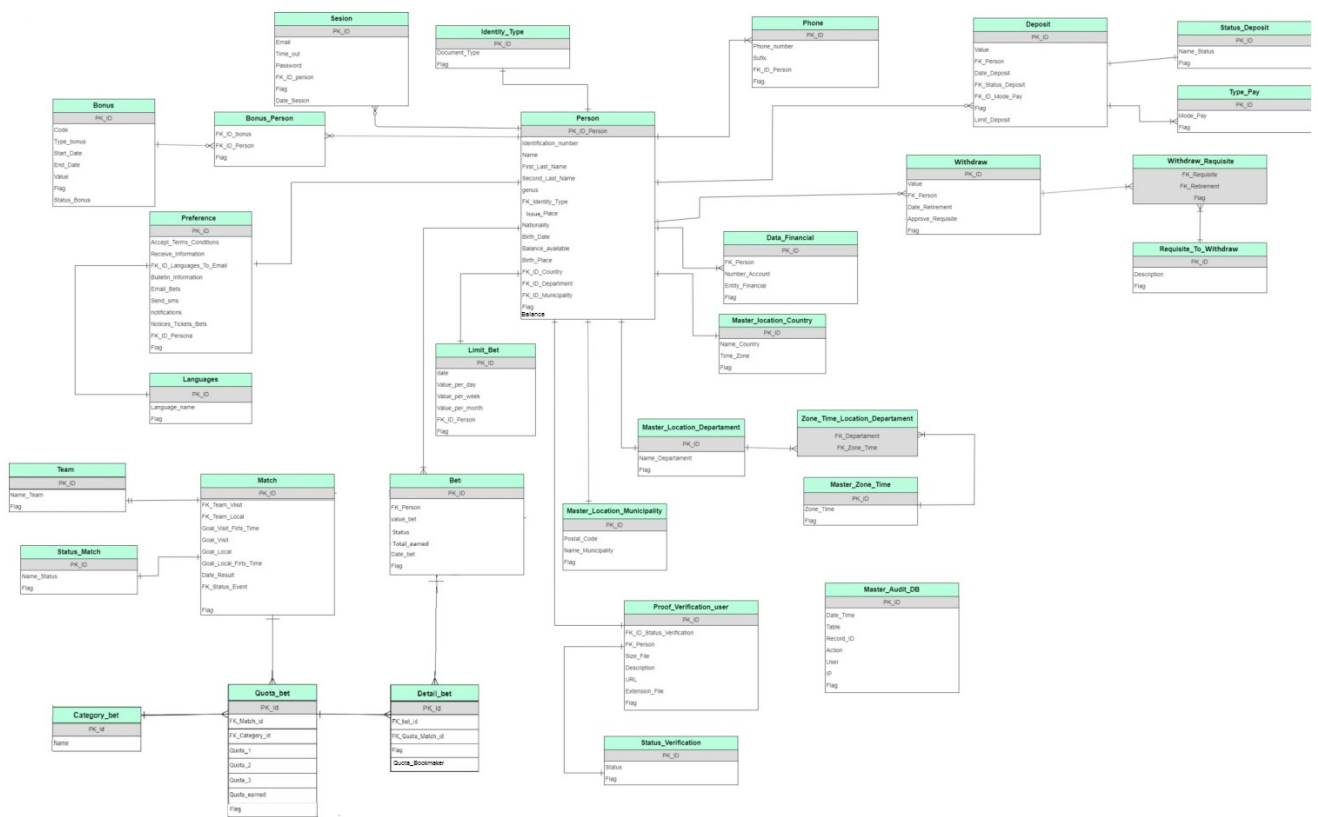 Sesion
PK_ID
Email
Time_out
Password
FK_ID_person
Flag
Date_Sesion
Identity_Type
PK_ID
Document_Type
Flag
Phone
PK_ID
Phone_number
Sufix
FK_ID_Person
Flag
Deposit
PK_ID
Value
FK_Person
Date_Deposit
FK_Status_Deposit
FK_ID_Mode_Pay
Flag
Limit_Deposit
Status_Deposit
PK_ID
Name_Status
Flag
Type_Pay
PK_ID
Mode_Pay
Flag
Bonus
PK_ID
Code
Type_bonus
Start_Date
End_Date
Value
Flag
Status_Bonus
Bonus_Person
PK_ID
FK_ID_bonus
FK_ID_Person
Flag
Person
PK_ID_Person
Identification_number
Name
First_Last_Name
Second_Last_Name
genus
FK_Identity_Type
Issue_Place
Nationality
Birth_Date
Balance_available
Birth_Place
FK_ID_Country
FK_ID_Department
FK_ID_Municipality
Flag
Balance
Withdraw
PK_ID
Value
FK_Person
Date_Retirement
Approve_Requisite
Flag
Withdraw_Requisite
FK_Requisite
FK_Retirement
Flag
Requisite_To_Withdraw
PK_ID
Description
Flag
Preference
PK_ID
Accept_Terms_Conditions
Receive_Information
FK_ID_Languages_To_Email
Bulletin_Information
Email_Bets
Send_sms
notifications
Notices_Tickets_Bets
FK_ID_Persona
Flag
Data_Financial
PK_ID
FK_Person
Number_Account
Entity_Financial
Flag
Master_location_Country
PK_ID
Name_Country
Time_Zone
Flag
Limit_Bet
PK_ID
date
Value_per_day
Value_per_week
Value_per_month
FK_ID_Person
Flag
Languages
PK_ID
Language_name
Flag
Master_Location_Departament
PK_ID
Name_Departament
Flag
Zone_Time_Location_Departament
FK_Departament
FK_Zone_Time
Master_Zone_Time
PK_ID
Zone_Time
Flag
Team
PK_ID
Name_Team
Flag
Match
PK_ID
FK_Team_Visit
FK_Team_Local
Goal_Visit_Firts_Time
Goal_Visit
Goal_Local
Goal_Local_Firts_Time
Date_Result
FK_Status_Event
Flag
Bet
PK_ID
FK_Person
value_bet
Status
Total_earned
Date_bet
Flag
Master_Location_Municipality
PK_ID
Postal_Code
Name_Municipality
Flag
Status_Match
PK_ID
Name_Status
Flag
Proof_Verification_user
PK_ID
FK_ID_Status_Verification
FK_Person
Size_File
Description
URL
Extension_File
Flag
Master_Audit_DB
PK_ID
Date_Time
Table
Record_ID
Action
User
IP
Flag
Category_bet
PK_Id
Name
Quota_bet
PK_Id
FK_Match_id
FK_Category_id
Quota_1
Quota_2
Quota_3
Quota_earned
Flag
Detail_bet
PK_Id
FK_bet_id
FK_Quota_Match_id
Flag
Quota_Bookmaker
Status_Verification
PK_ID
Status
Flag